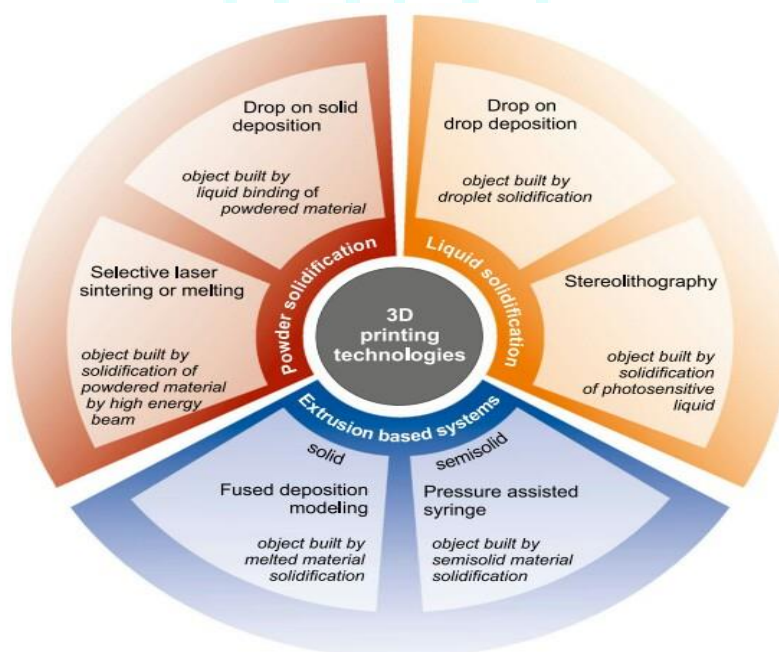 Drop on solid
deposition
object built by
liquid binding of
powdered material
Selective laser
sintering or melting
object built by
solidification of
powdered material
by high energy
beam
Powder solidification
Drop on
drop deposition
object built by
droplet solidification
Stereolithography
object built by
solidification
of photosensitive
liquid
Liquid solidification
3D
printing
technologies
Extrusion based systems
solid
Fused deposition
modeling
object built by
melted material
solidification
semisolid
Pressure assisted
syringe
object built by
semisolid material
solidification